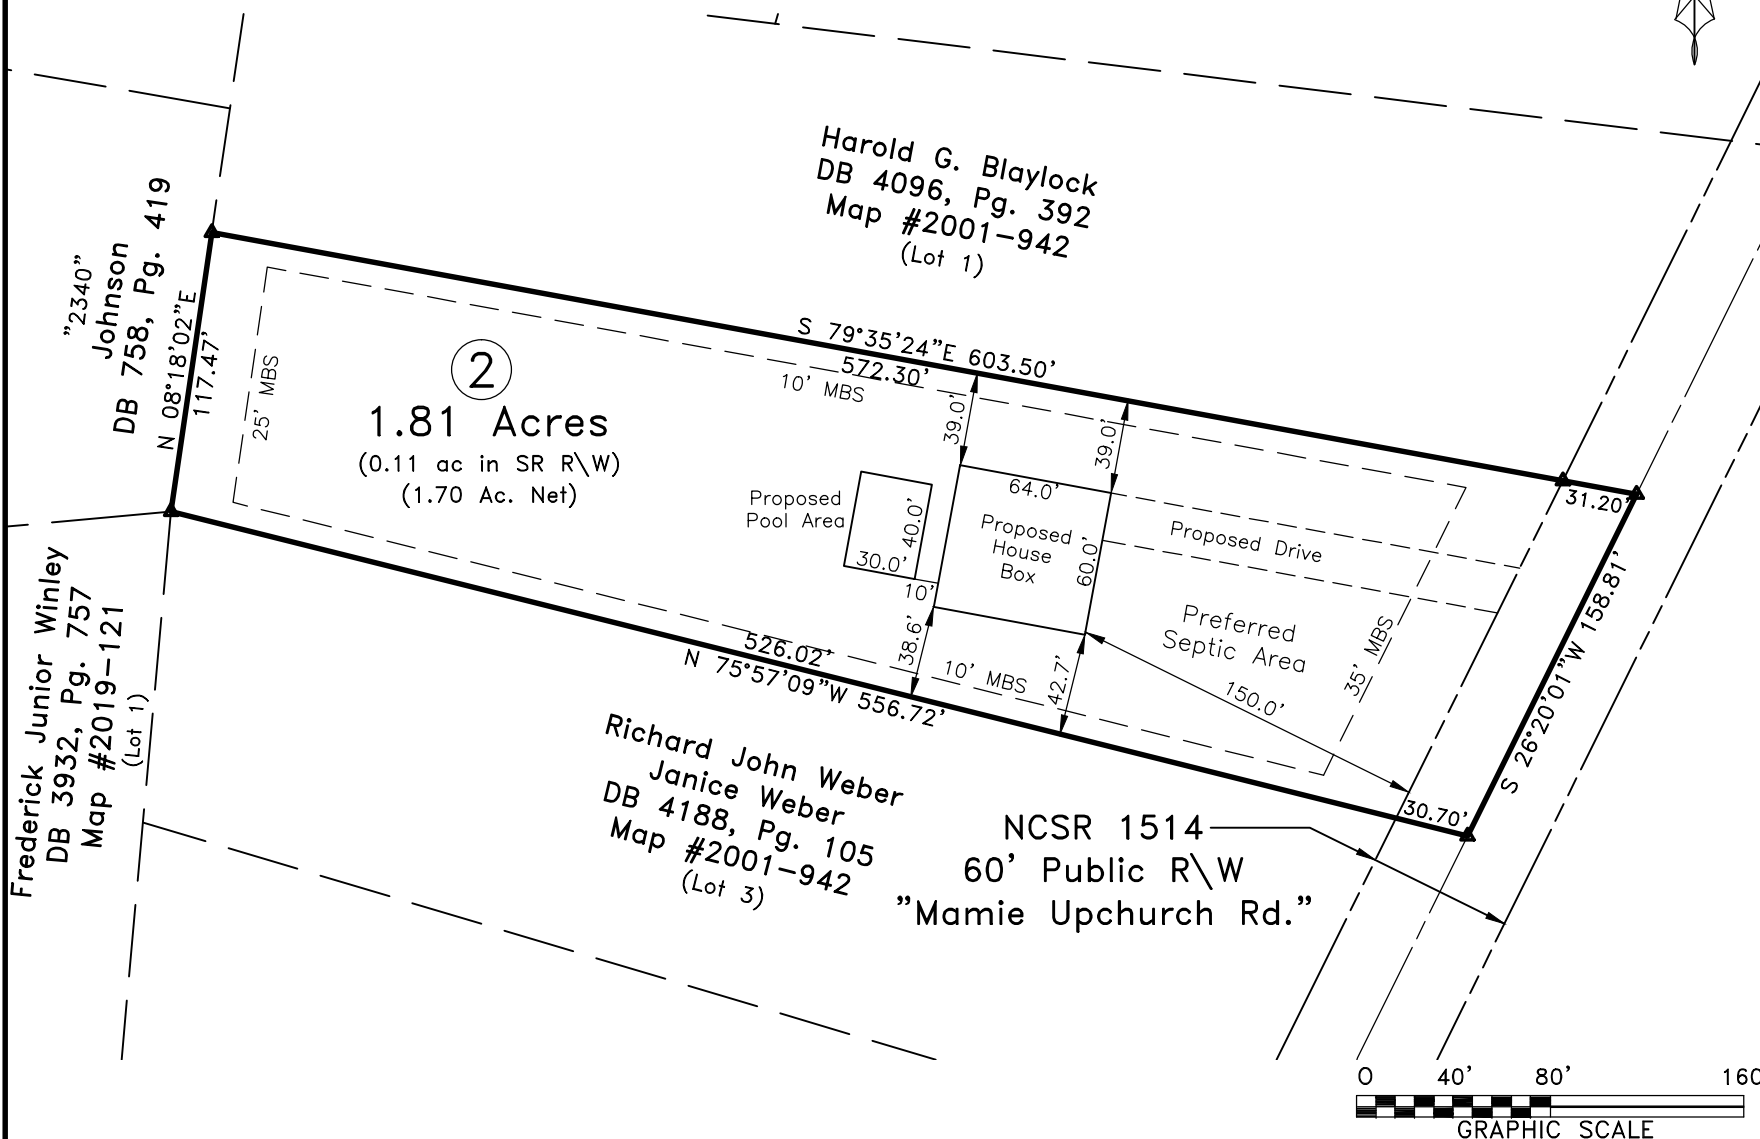 Harold G. Blaylock
DB 4096, Pg. 392
Map #2001-942
(Lot 1)
"2340"
Johnson
DB 758, Pg. 419
N 08°18'02"E
117.47'
25' MBS
2
1.81 Acres
(0.11 ac in SR R\W)
(1.70 Ac. Net)
S 79°35'24"E 603.50'
572.30'
10' MBS
39.0'
39.0'
31.20'
64.0'
Proposed
Pool Area
40.0'
30.0'
10'
Proposed
House
Box
60.0'
Proposed Drive
Preferred
Septic Area
35' MBS
S 26°20'01"W 158.81'
38.6'
42.7'
10' MBS
150.0'
526.02'
N 75°57'09"W 556.72'
30.70'
Frederick Junior Winley
DB 3932, Pg. 757
Map #2019-121
(Lot 1)
Richard John Weber
Janice Weber
DB 4188, Pg. 105
Map #2001-942
(Lot 3)
NCSR 1514
60' Public R\W
"Mamie Upchurch Rd."
0 40' 80' 160
GRAPHIC SCALE